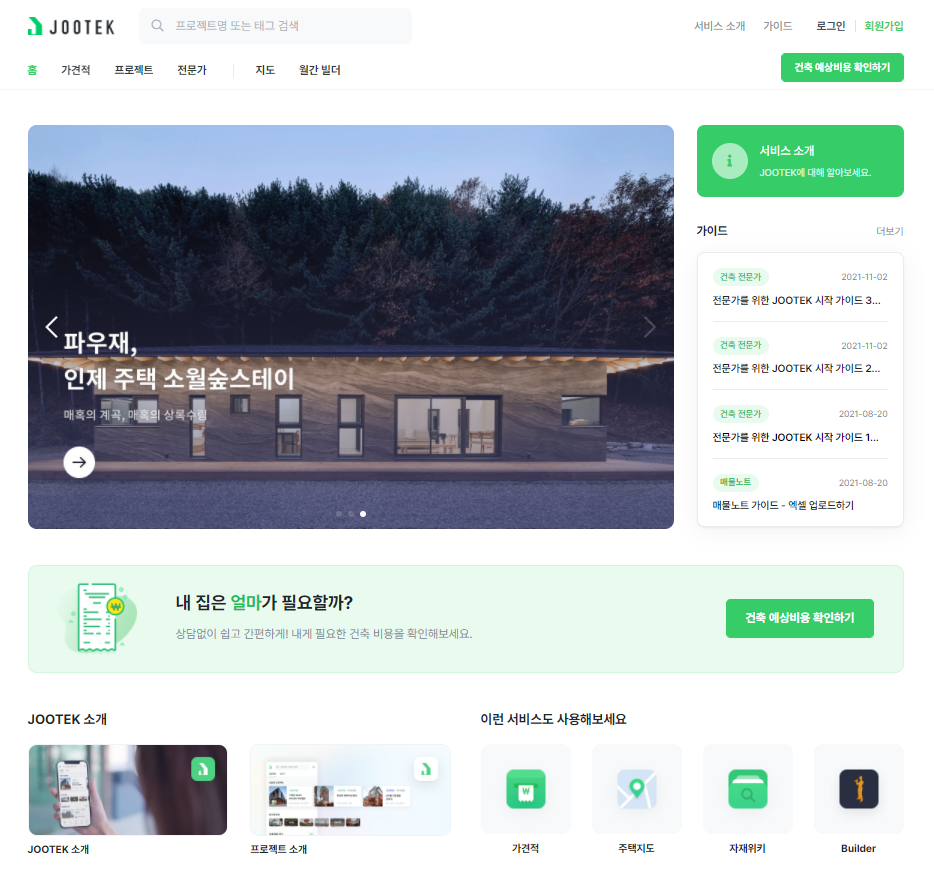 JOOTEK
프로젝트명 또는 태그 검색
서비스 소개
가이드
로그인
회원가입
홈
가견적
프로젝트
전문가
지도
월간 빌더
건축 예상비용 확인하기
파우재,
인제 주택 소월숲스테이
매혹의 계곡, 매혹의 상록수림
서비스 소개
JOOTEK에 대해 알아보세요.
가이드
더보기
건축 전문가
2021-11-02
전문가를 위한 JOOTEK 시작 가이드 3...
건축 전문가
2021-11-02
전문가를 위한 JOOTEK 시작 가이드 2...
건축 전문가
2021-08-20
전문가를 위한 JOOTEK 시작 가이드 1...
매물노트
2021-08-20
매물노트 가이드 - 엑셀 업로드하기
내 집은 얼마가 필요할까?
상담없이 쉽고 간편하게! 내게 필요한 건축 비용을 확인해보세요.
건축 예상비용 확인하기
JOOTEK 소개
이런 서비스도 사용해보세요
JOOTEK 소개
프로젝트 소개
가견적
주택지도
자재위키
Builder